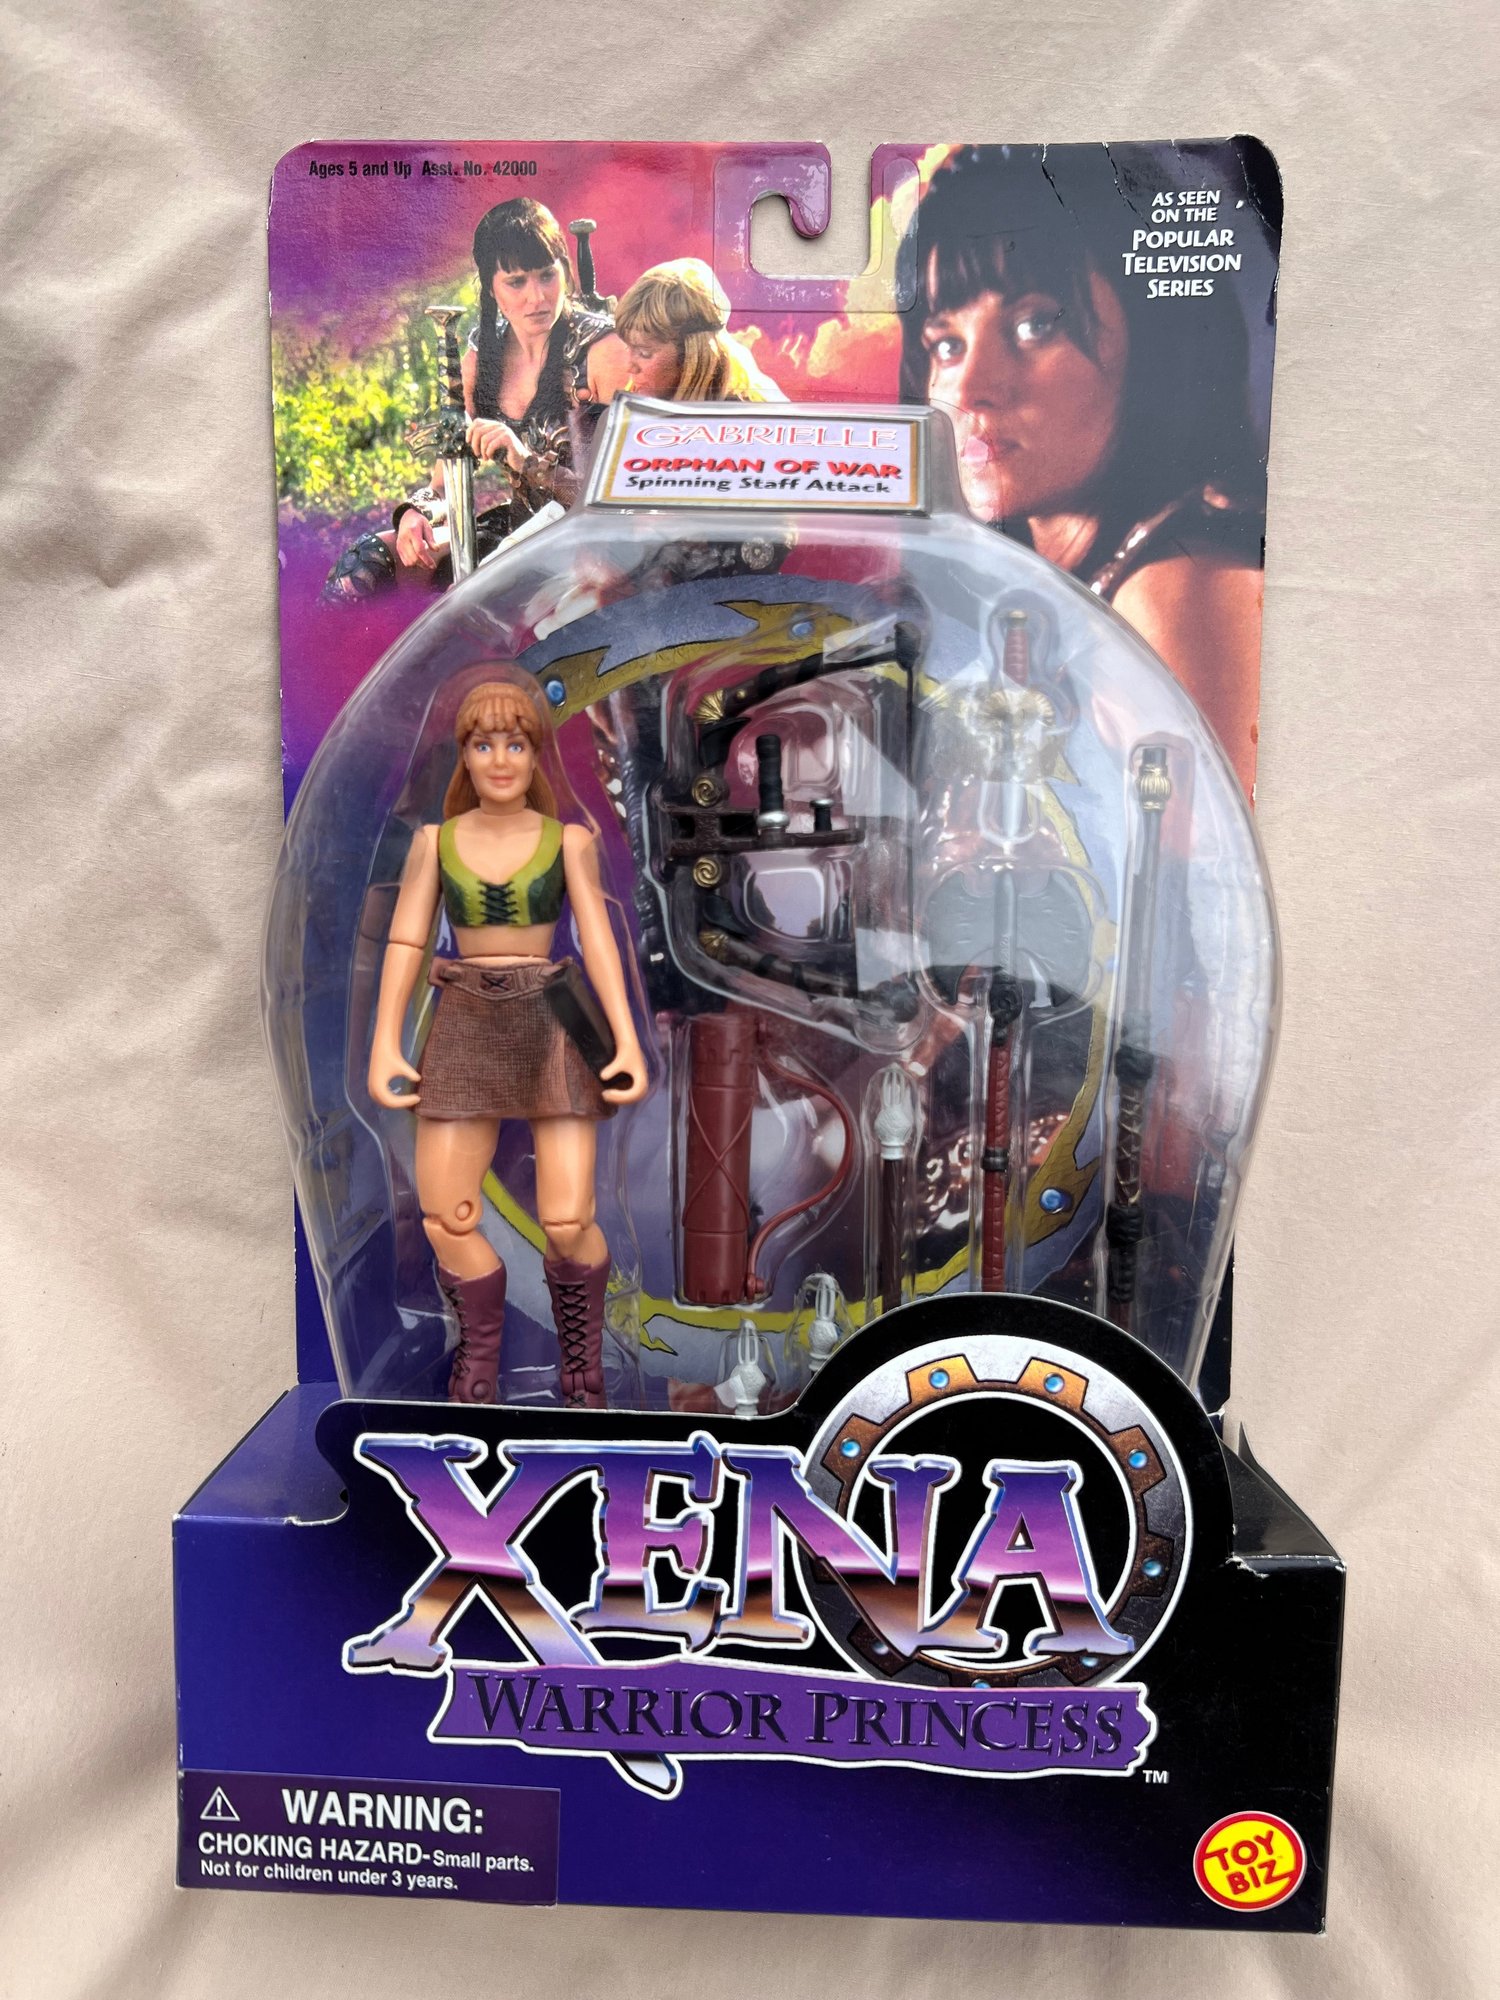 Ages 5 and Up Asst. No. 42000
AS SEEN
ON THE
POPULAR
TELEVISION
SERIES
GABRIELLE
ORPHAN OF WAR
Spinning Staff Attack
XENA
WARRIOR PRINCESS
TM
WARNING:
CHOKING HAZARD-Small parts.
Not for children under 3 years.
TOY
BIZ